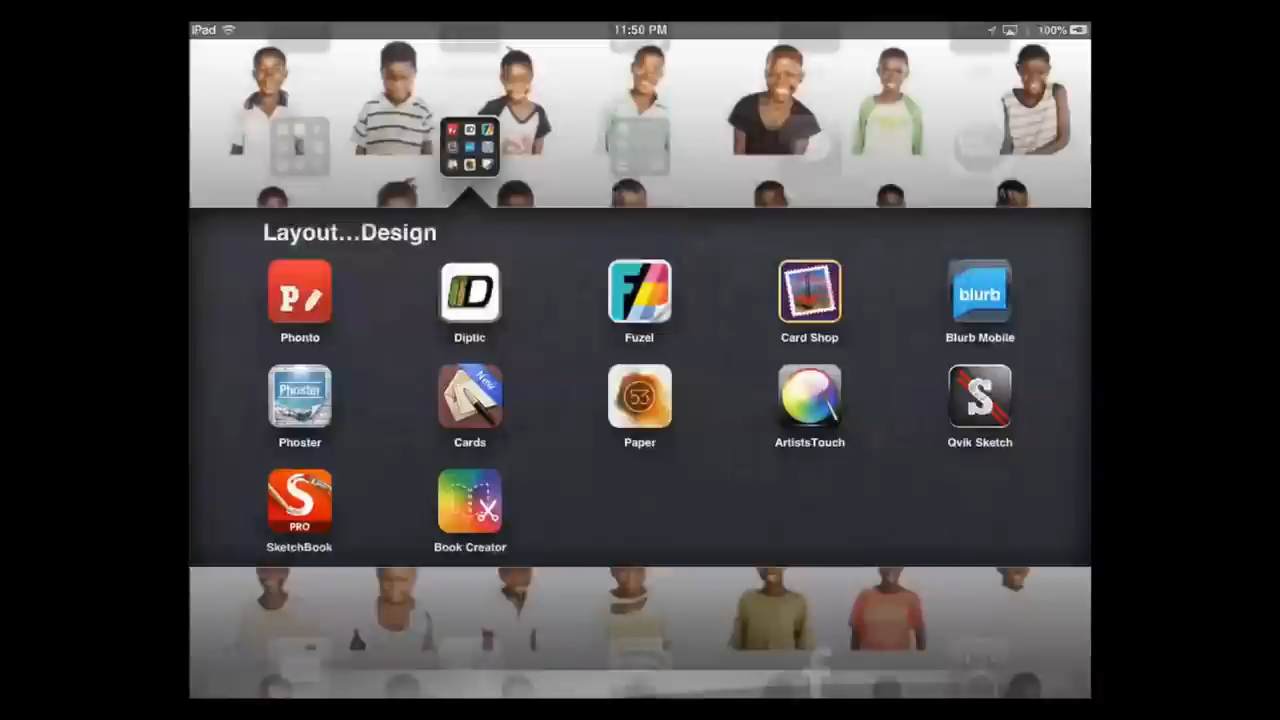 iPad 11:50 PM 100%
Layout...Design
P D F blurb
Phonto Diptic Fuzel Card Shop Blurb Mobile
Phoster New 53 S
Phoster Cards Paper ArtistsTouch Qvik Sketch
S
PRO
SketchBook Book Creator
f